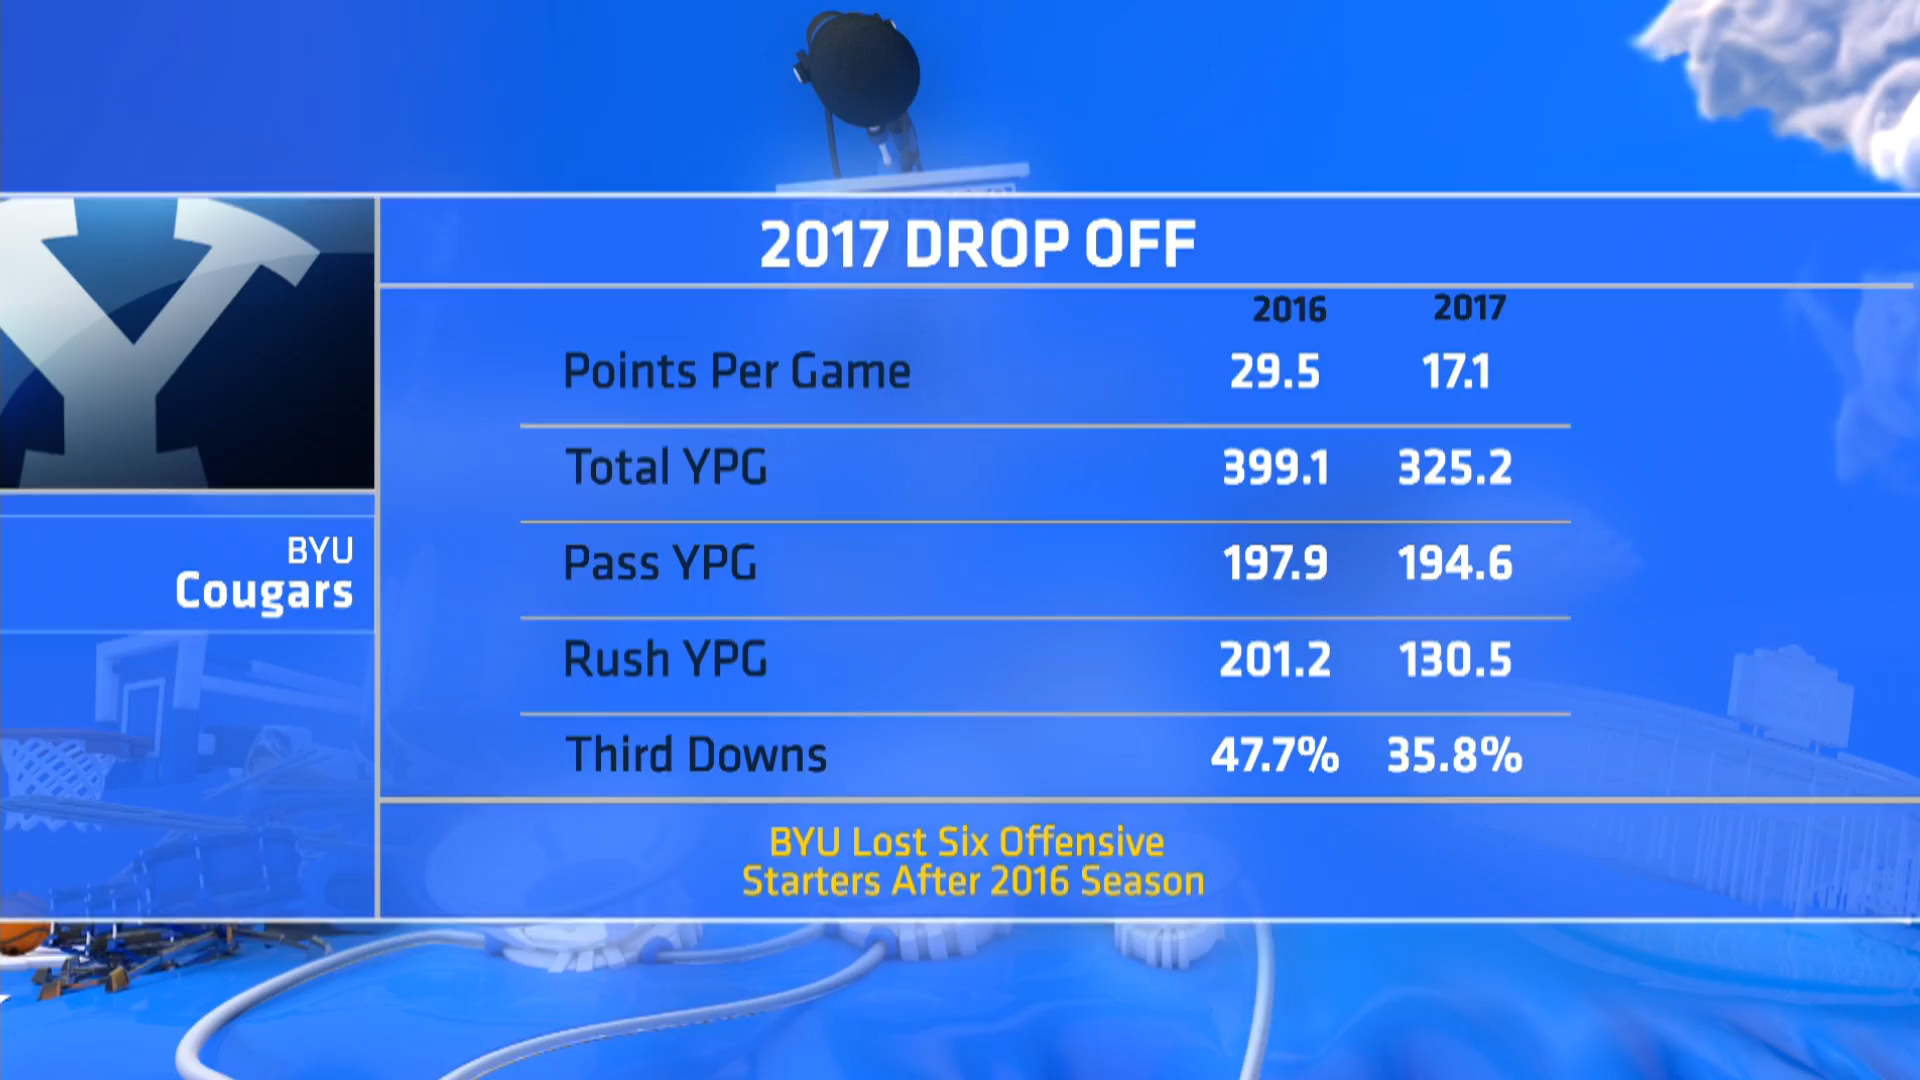 2017 DROP OFF
2016 2017
Points Per Game 29.5 17.1
Total YPG 399.1 325.2
Pass YPG 197.9 194.6
Rush YPG 201.2 130.5
Third Downs 47.7% 35.8%
BYU
Cougars
BYU Lost Six Offensive
Starters After 2016 Season